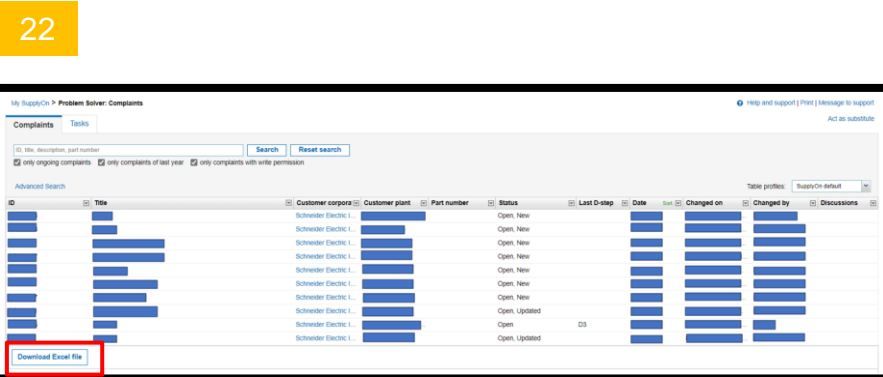 22
My SupplyOn > Problem Solver: Complaints
Help and support | Print | Message to support
Act as substitute
Complaints Tasks
ID, title, description, part number Search Reset search
only ongoing complaints only complaints of last year only complaints with write permission
Advanced Search Table profiles: SupplyOn default
ID Title Customer corpora Customer plant Part number Status Last D-step Date Sort Changed on Changed by Discussions
Schneider Electric I... Open, New
Schneider Electric I... Open, New
Schneider Electric I... Open, New
Schneider Electric I... Open, New
Schneider Electric I... Open, New
Schneider Electric I... Open, New
Schneider Electric I... Open, New
Schneider Electric I... Open, Updated
Schneider Electric I... Open D3
Schneider Electric I... Open, Updated
Download Excel file